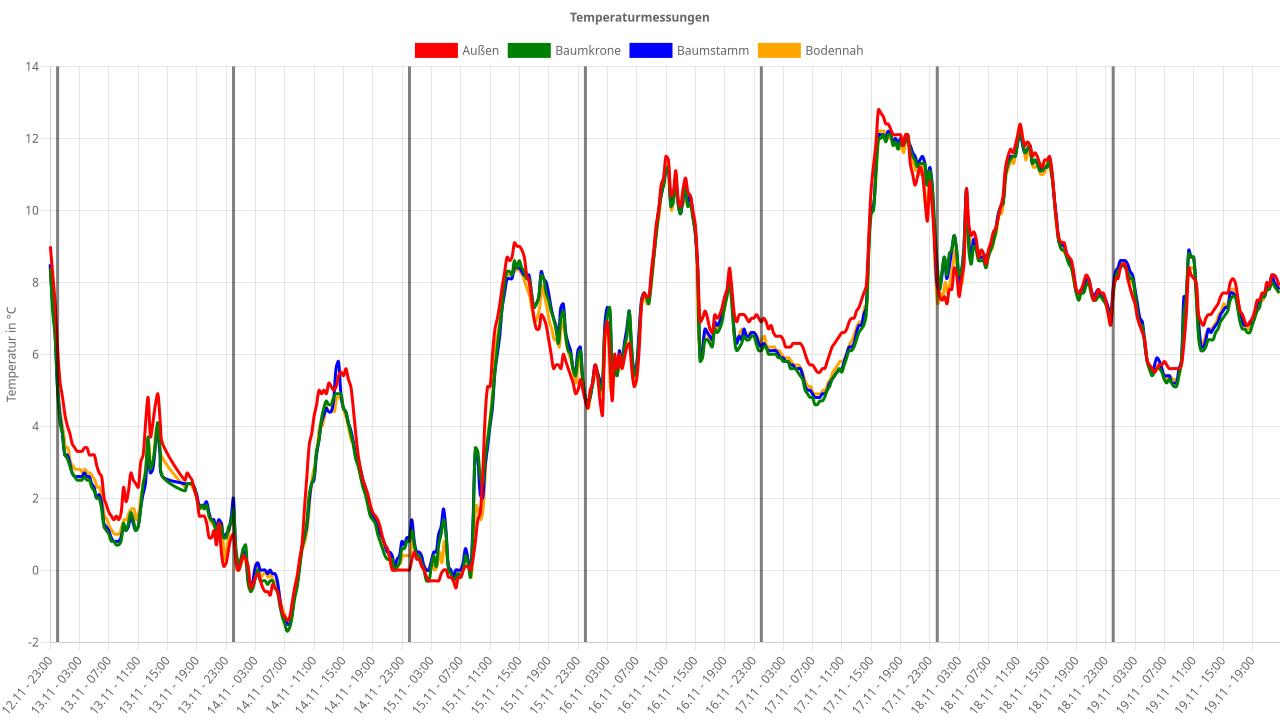 Temperaturmessungen
Außen Baumkrone Baumstamm Bodennah
Temperatur in °C
14
12
10
8
6
4
2
0
-2
12.11 - 23:00
13.11 - 03:00
13.11 - 07:00
13.11 - 11:00
13.11 - 15:00
13.11 - 19:00
13.11 - 23:00
14.11 - 03:00
14.11 - 07:00
14.11 - 11:00
14.11 - 15:00
14.11 - 19:00
14.11 - 23:00
15.11 - 03:00
15.11 - 07:00
15.11 - 11:00
15.11 - 15:00
15.11 - 19:00
15.11 - 23:00
16.11 - 03:00
16.11 - 07:00
16.11 - 11:00
16.11 - 15:00
16.11 - 19:00
16.11 - 23:00
17.11 - 03:00
17.11 - 07:00
17.11 - 11:00
17.11 - 15:00
17.11 - 19:00
17.11 - 23:00
18.11 - 03:00
18.11 - 07:00
18.11 - 11:00
18.11 - 15:00
18.11 - 19:00
18.11 - 23:00
19.11 - 03:00
19.11 - 07:00
19.11 - 11:00
19.11 - 15:00
19.11 - 19:00